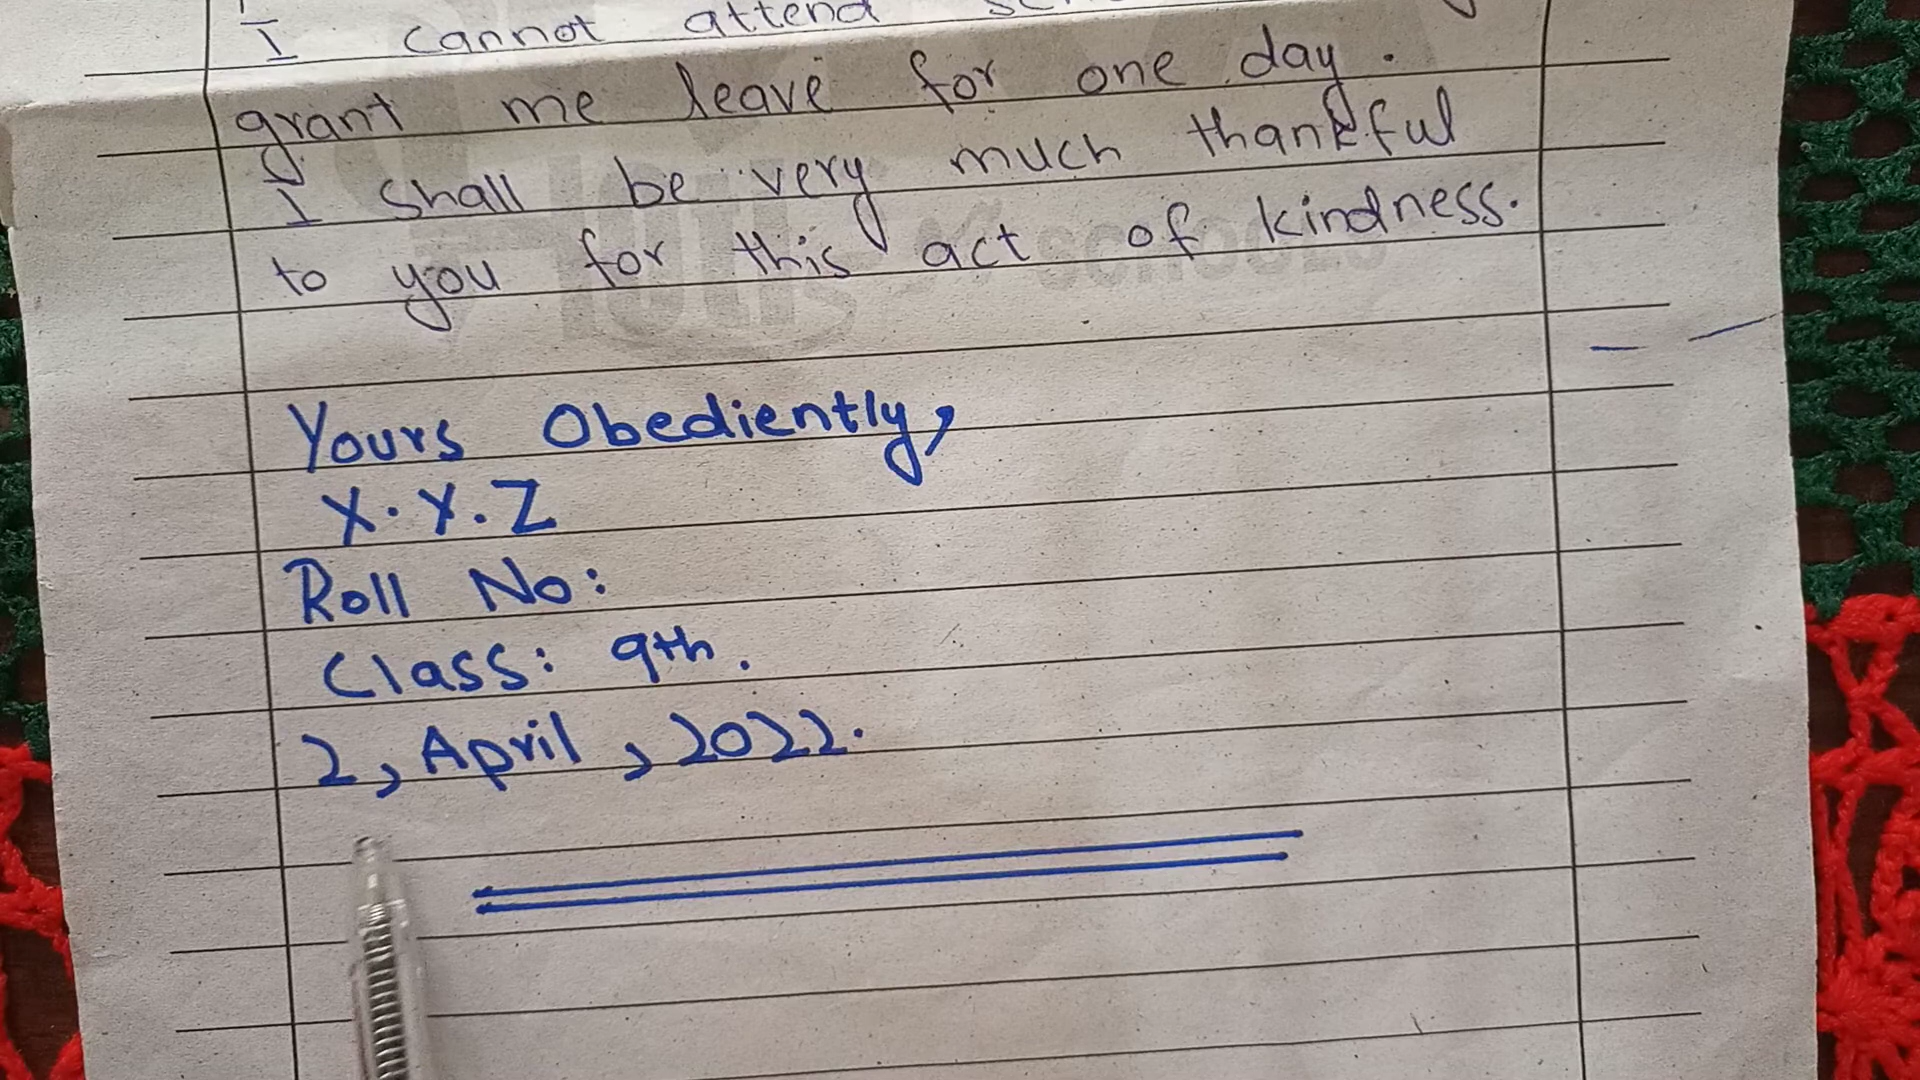 I cannot attend
grant me leave for one day.
I shall be very much thankful
to you for this act of kindness.
Yours Obediently,
X.Y.Z
Roll No:
Class: 9th.
2, April, 2022.